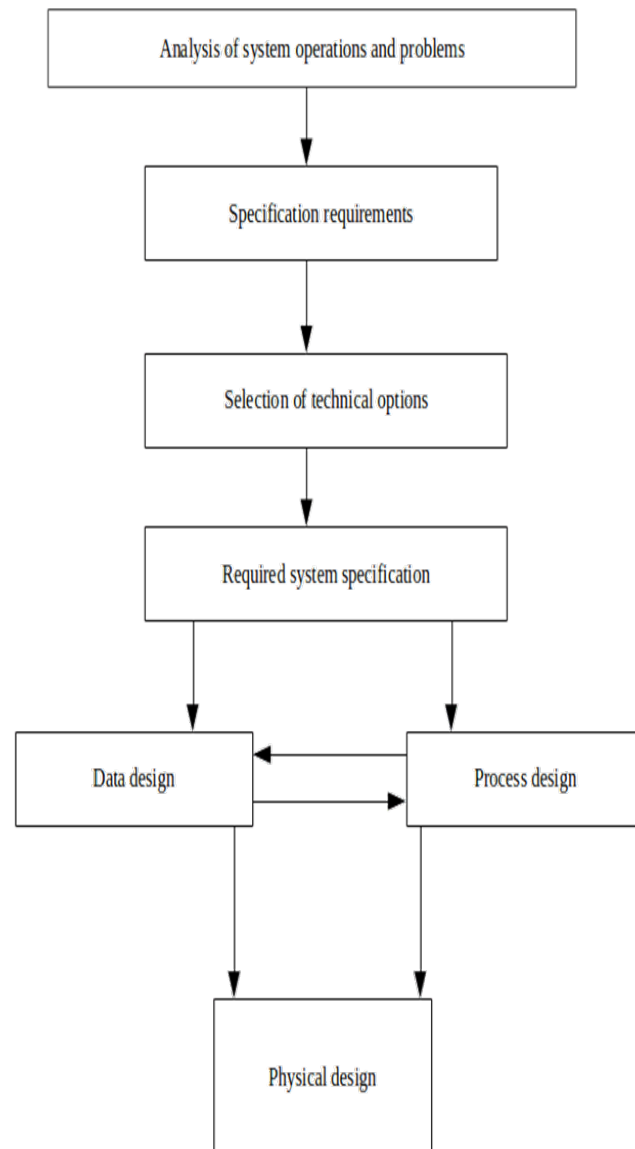 Analysis of system operations and problems
Specification requirements
Selection of technical options
Required system specification
Data design
Process design
Physical design